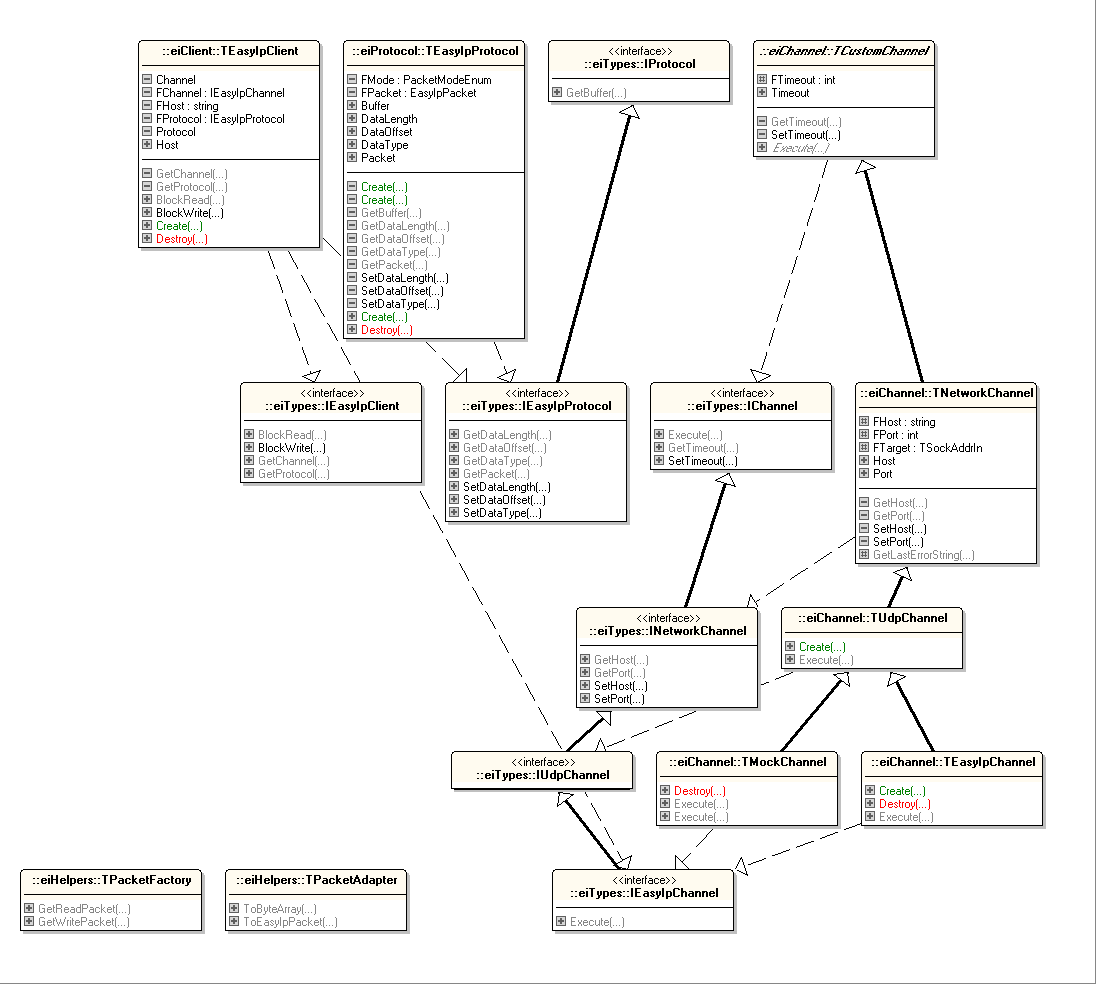 ::eiClient::TEasyIpClient
Channel
FChannel : IEasyIpChannel
FHost : string
FProtocol : IEasyIpProtocol
Protocol
Host
GetChannel(...)
GetProtocol(...)
BlockRead(...)
BlockWrite(...)
Create(...)
Destroy(...)
::eiProtocol::TEasyIpProtocol
FMode : PacketModeEnum
FPacket : EasyIpPacket
Buffer
DataLength
DataOffset
DataType
Packet
Create(...)
Create(...)
GetBuffer(...)
GetDataLength(...)
GetDataOffset(...)
GetDataType(...)
GetPacket(...)
SetDataLength(...)
SetDataOffset(...)
SetDataType(...)
Create(...)
Destroy(...)
<<interface>>
::eiTypes::IProtocol
GetBuffer(...)
::eiChannel::TCustomChannel
FTimeout : int
Timeout
GetTimeout(...)
SetTimeout(...)
Execute(...)
<<interface>>
::eiTypes::IEasyIpClient
BlockRead(...)
BlockWrite(...)
GetChannel(...)
GetProtocol(...)
<<interface>>
::eiTypes::IEasyIpProtocol
GetDataLength(...)
GetDataOffset(...)
GetDataType(...)
GetPacket(...)
SetDataLength(...)
SetDataOffset(...)
SetDataType(...)
<<interface>>
::eiTypes::IChannel
Execute(...)
GetTimeout(...)
SetTimeout(...)
::eiChannel::TNetworkChannel
FHost : string
FPort : int
FTarget : TSockAddrIn
Host
Port
GetHost(...)
GetPort(...)
SetHost(...)
SetPort(...)
GetLastErrorString(...)
<<interface>>
::eiTypes::INetworkChannel
GetHost(...)
GetPort(...)
SetHost(...)
SetPort(...)
::eiChannel::TUdpChannel
Create(...)
Execute(...)
<<interface>>
::eiTypes::IUdpChannel
::eiChannel::TMockChannel
Destroy(...)
Execute(...)
Execute(...)
::eiChannel::TEasyIpChannel
Create(...)
Destroy(...)
Execute(...)
::eiHelpers::TPacketFactory
GetReadPacket(...)
GetWritePacket(...)
::eiHelpers::TPacketAdapter
ToByteArray(...)
ToEasyIpPacket(...)
<<interface>>
::eiTypes::IEasyIpChannel
Execute(...)